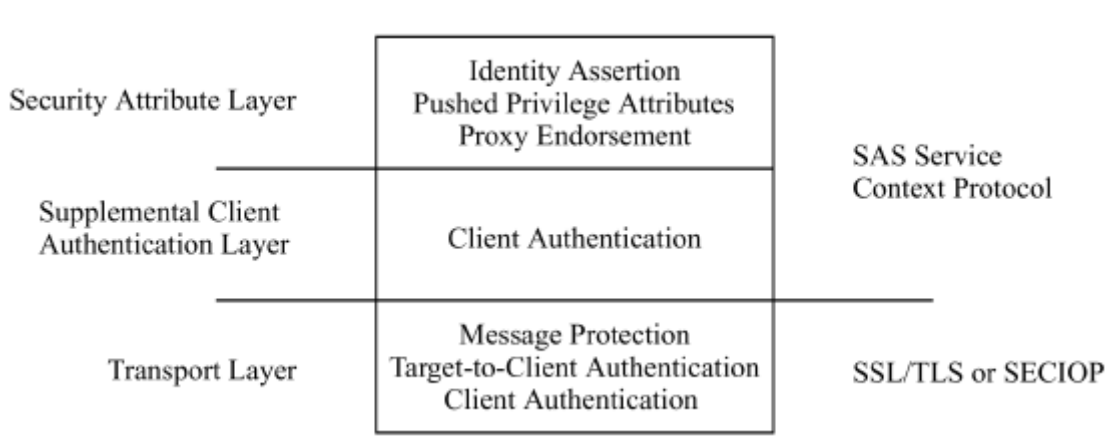 Security Attribute Layer
Identity Assertion
Pushed Privilege Attributes
Proxy Endorsement
SAS Service
Context Protocol
Supplemental Client
Authentication Layer
Client Authentication
Transport Layer
Message Protection
Target-to-Client Authentication
Client Authentication
SSL/TLS or SECIOP